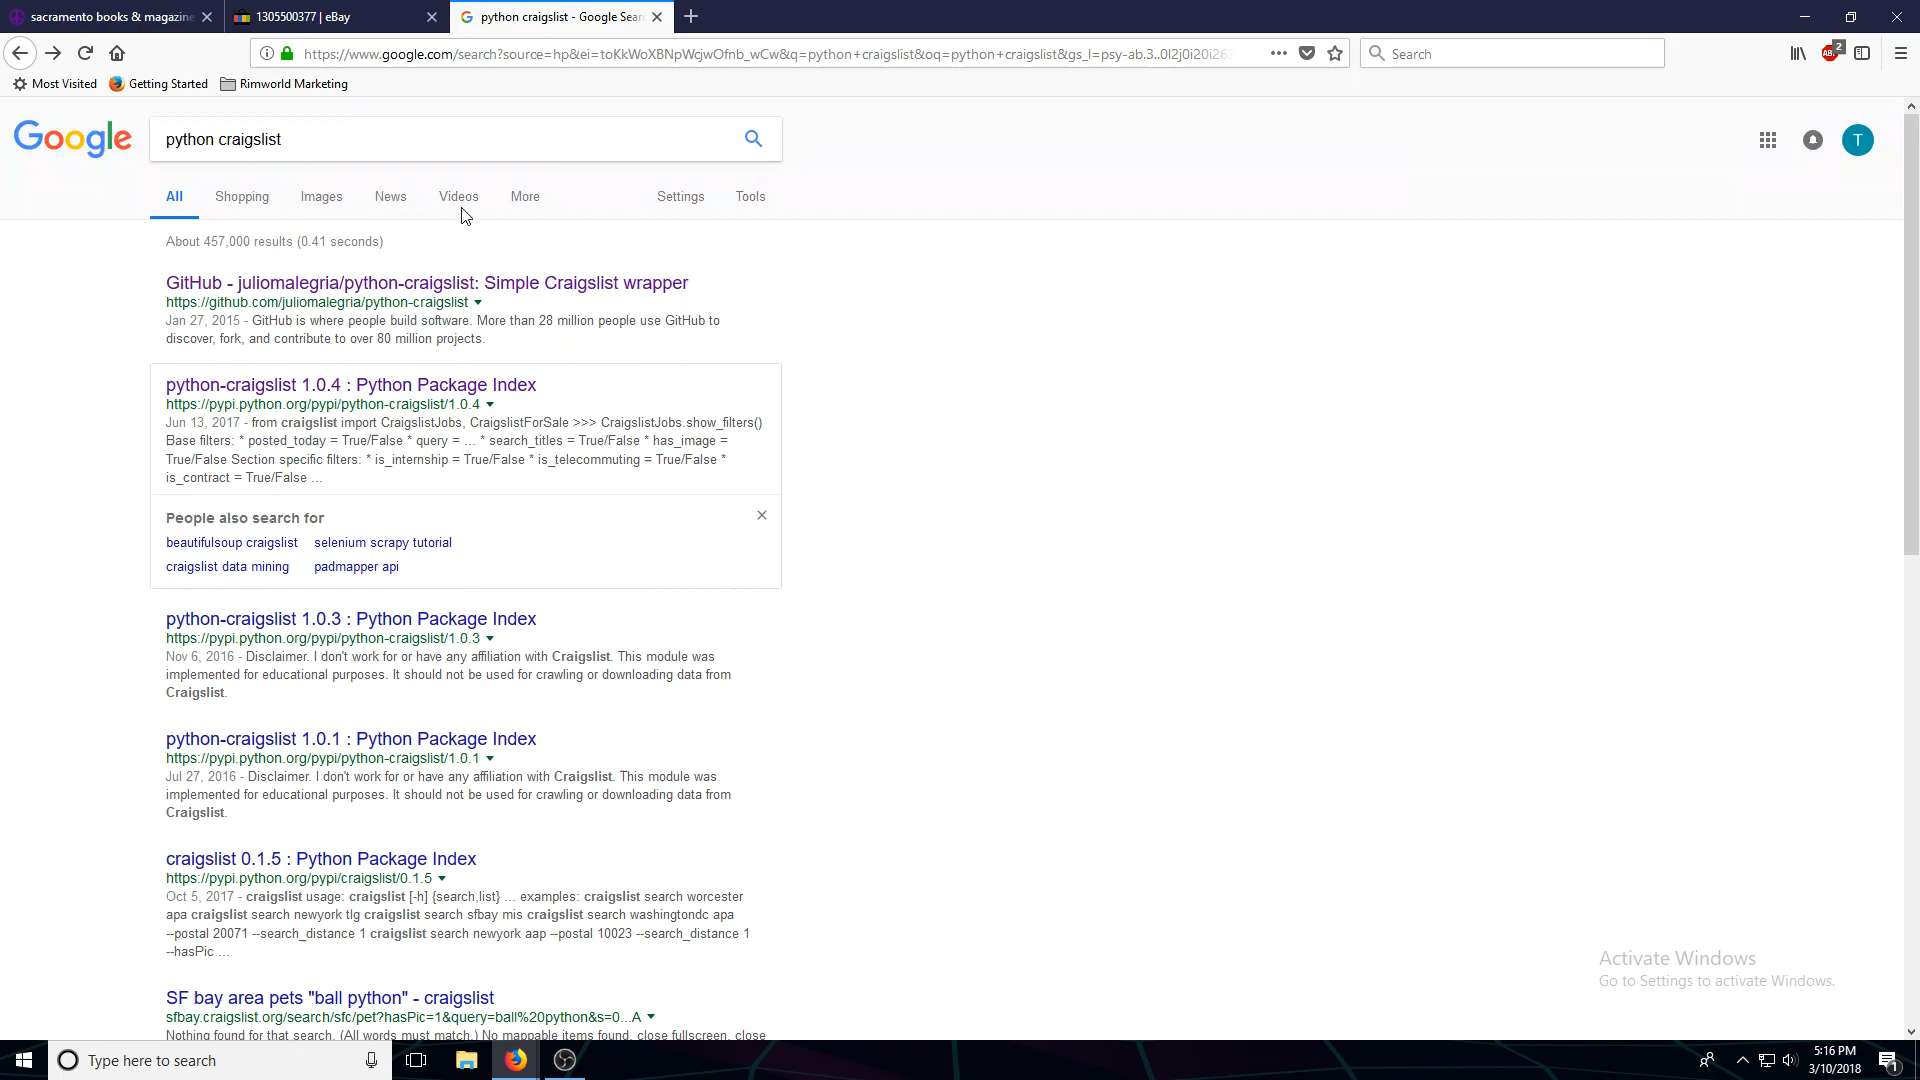 sacramento books & magazine
1305500377 | eBay
python craigslist - Google Sear
https://www.google.com/search?source=hp&ei=toKkWoXBNpWcjwOfnb_wCw&q=python+craigslist&oq=python+craigslist&gs_l=psy-ab.3..0l2j0i20i26
Search
2
Most Visited
Getting Started
Rimworld Marketing
Google
python craigslist
T
All
Shopping
Images
News
Videos
More
Settings
Tools
About 457,000 results (0.41 seconds)
GitHub - juliomalegria/python-craigslist: Simple Craigslist wrapper
https://github.com/juliomalegria/python-craigslist
Jan 27, 2015 - GitHub is where people build software. More than 28 million people use GitHub to
discover, fork, and contribute to over 80 million projects.
python-craigslist 1.0.4 : Python Package Index
https://pypi.python.org/pypi/python-craigslist/1.0.4
Jun 13, 2017 - from craigslist import CraigslistJobs, CraigslistForSale >>> CraigslistJobs.show_filters()
Base filters: * posted_today = True/False * query = ... * search_titles = True/False * has_image =
True/False Section specific filters: * is_internship = True/False * is_telecommuting = True/False *
is_contract = True/False ...
People also search for
beautifulsoup craigslist
selenium scrapy tutorial
craigslist data mining
padmapper api
python-craigslist 1.0.3 : Python Package Index
https://pypi.python.org/pypi/python-craigslist/1.0.3
Nov 6, 2016 - Disclaimer. I don't work for or have any affiliation with Craigslist. This module was
implemented for educational purposes. It should not be used for crawling or downloading data from
Craigslist.
python-craigslist 1.0.1 : Python Package Index
https://pypi.python.org/pypi/python-craigslist/1.0.1
Jul 27, 2016 - Disclaimer. I don't work for or have any affiliation with Craigslist. This module was
implemented for educational purposes. It should not be used for crawling or downloading data from
Craigslist.
craigslist 0.1.5 : Python Package Index
https://pypi.python.org/pypi/craigslist/0.1.5
Oct 5, 2017 - craigslist usage: craigslist [-h] {search,list} ... examples: craigslist search worcester
apa craigslist search newyork tlg craigslist search sfbay mis craigslist search washingtondc apa
--postal 20071 --search_distance 1 craigslist search newyork aap --postal 10023 --search_distance 1
--hasPic ...
SF bay area pets "ball python" - craigslist
sfbay.craigslist.org/search/sfc/pet?hasPic=1&query=ball%20python&s=0...A
Nothing found for that search. (All words must match.) No mappable items found. close fullscreen. close
Activate Windows
Go to Settings to activate Windows.
Type here to search
5:16 PM
3/10/2018
1